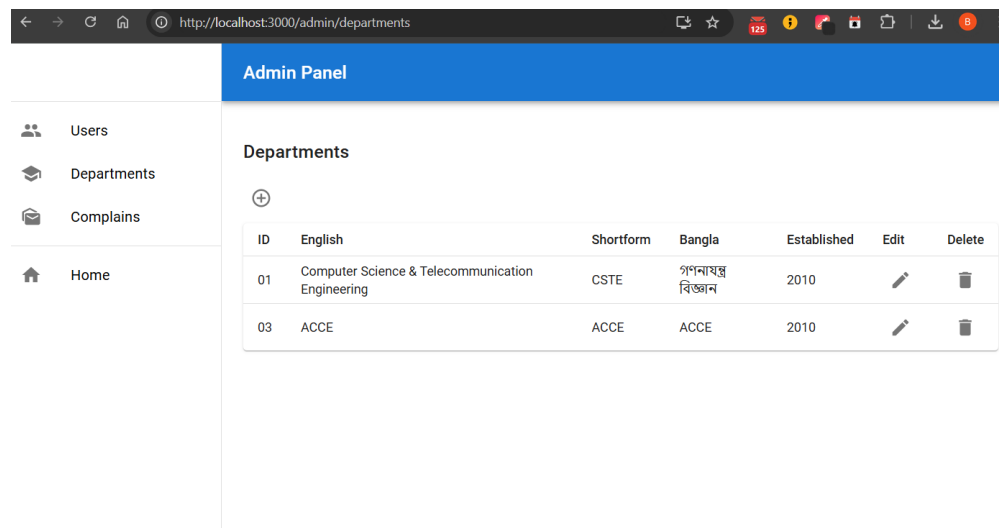 http://localhost:3000/admin/departments
125
B
Admin Panel
Users
Departments
Complains
Home
Departments
ID English Shortform Bangla Established Edit Delete
01 Computer Science & Telecommunication Engineering CSTE গণনাযন্ত্র বিজ্ঞান 2010
03 ACCE ACCE ACCE 2010